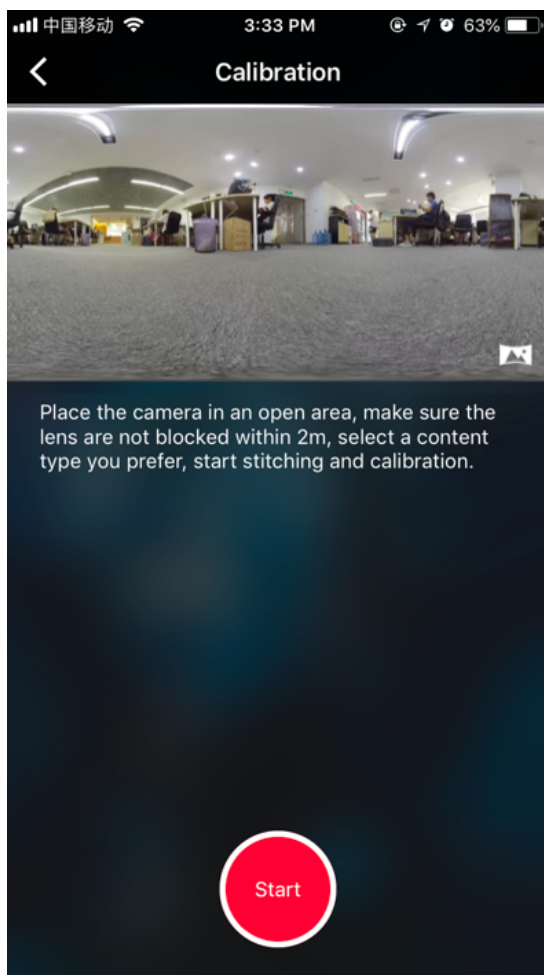 中国移动 3:33 PM 63%
Calibration
Place the camera in an open area, make sure the
lens are not blocked within 2m, select a content
type you prefer, start stitching and calibration.
Start